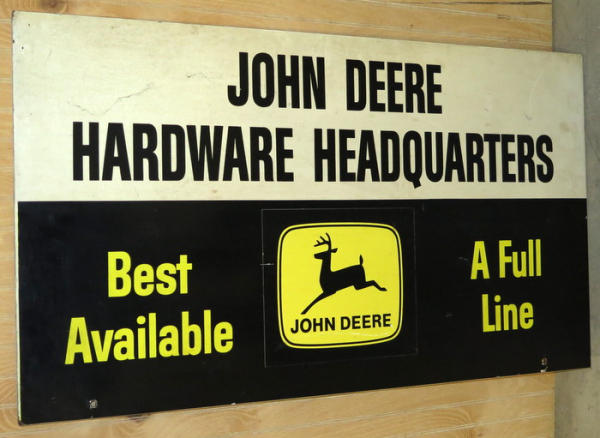 JOHN DEERE
HARDWARE HEADQUARTERS
Best
Available
JOHN DEERE
A Full
Line